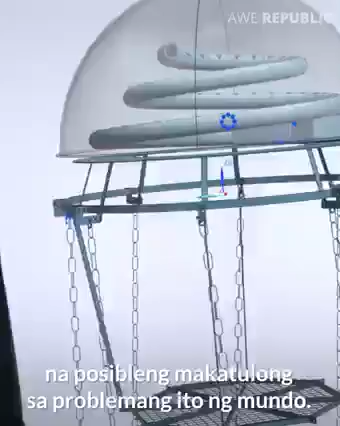 AWE REPUBLIC
na posibleng makatulong
sa problemang ito ng mundo.